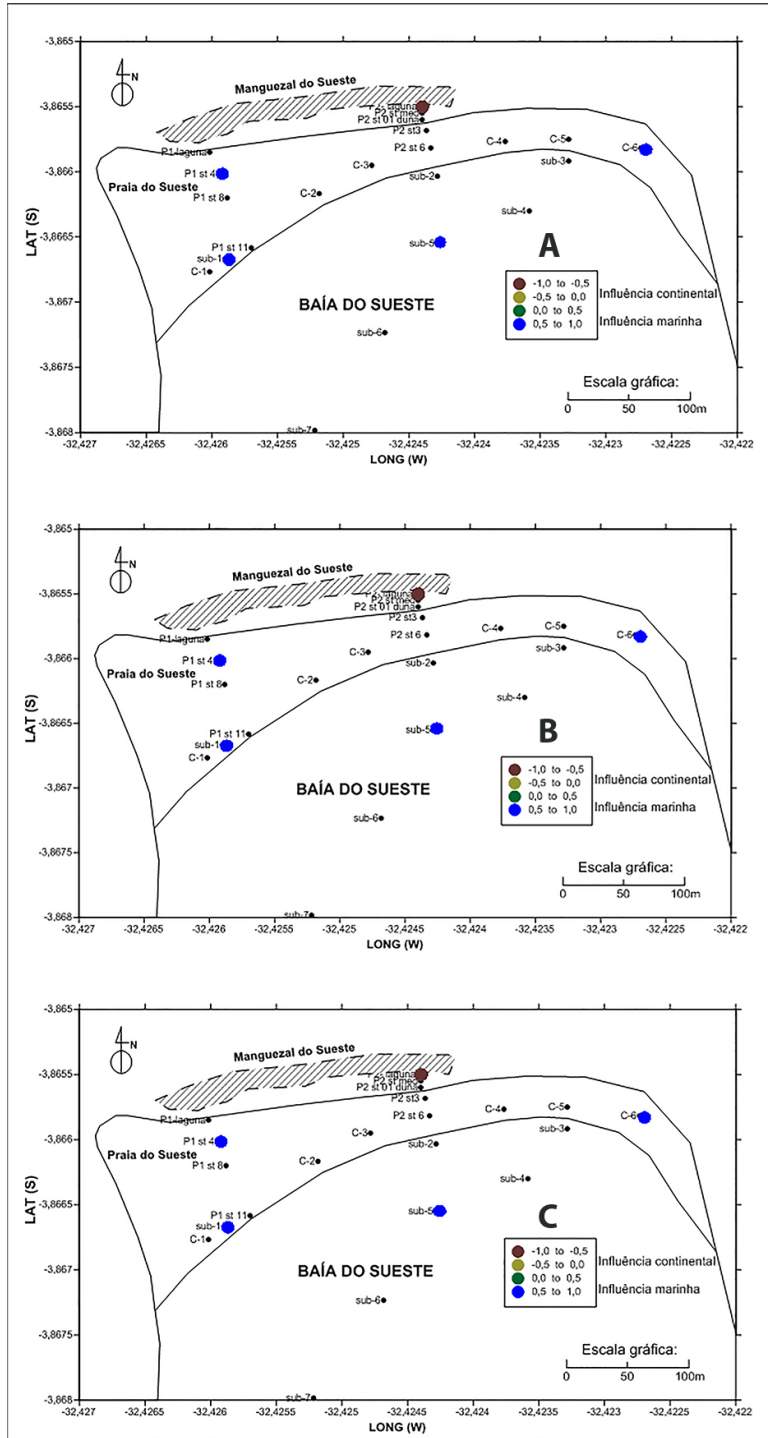 -3,865
N
Manguezal do Sueste
-3,8655
P2 st 01 duna
P2 st3
C-4
C-5
P1-laguna
P2 st 6
C-6
-3,866
C-3
sub-3
P1 st 4
sub-2
Praia do Sueste
C-2
P1 st 8
sub-4
LAT (S)
-3,8665
P1 st 11
sub-5
A
sub-1
C-1
-1,0 to -0,5
-0,5 to 0,0
Influência continental
-3,867
BAÍA DO SUESTE
0,0 to 0,5
0,5 to 1,0
Influência marinha
sub-6
-3,8675
Escala gráfica:
0 50 100m
-3,868
sub-7
-32,427 -32,4265 -32,426 -32,4255 -32,425 -32,4245 -32,424 -32,4235 -32,423 -32,4225 -32,422
LONG (W)
-3,865
N
Manguezal do Sueste
-3,8655
P2 st 01 duna
P2 st3
C-4
C-5
P1-laguna
P2 st 6
C-6
-3,866
C-3
sub-3
P1 st 4
sub-2
Praia do Sueste
C-2
P1 st 8
sub-4
LAT (S)
-3,8665
P1 st 11
sub-5
B
sub-1
C-1
-1,0 to -0,5
-0,5 to 0,0
Influência continental
-3,867
BAÍA DO SUESTE
0,0 to 0,5
0,5 to 1,0
Influência marinha
sub-6
-3,8675
Escala gráfica:
0 50 100m
-3,868
sub-7
-32,427 -32,4265 -32,426 -32,4255 -32,425 -32,4245 -32,424 -32,4235 -32,423 -32,4225 -32,422
LONG (W)
-3,865
N
Manguezal do Sueste
-3,8655
P2 st 01 duna
P2 st3
C-4
C-5
P1-laguna
P2 st 6
C-6
-3,866
C-3
sub-3
P1 st 4
sub-2
Praia do Sueste
C-2
P1 st 8
sub-4
LAT (S)
-3,8665
P1 st 11
sub-5
C
sub-1
C-1
-1,0 to -0,5
-0,5 to 0,0
Influência continental
-3,867
BAÍA DO SUESTE
0,0 to 0,5
0,5 to 1,0
Influência marinha
sub-6
-3,8675
Escala gráfica:
0 50 100m
-3,868
sub-7
-32,427 -32,4265 -32,426 -32,4255 -32,425 -32,4245 -32,424 -32,4235 -32,423 -32,4225 -32,422
LONG (W)